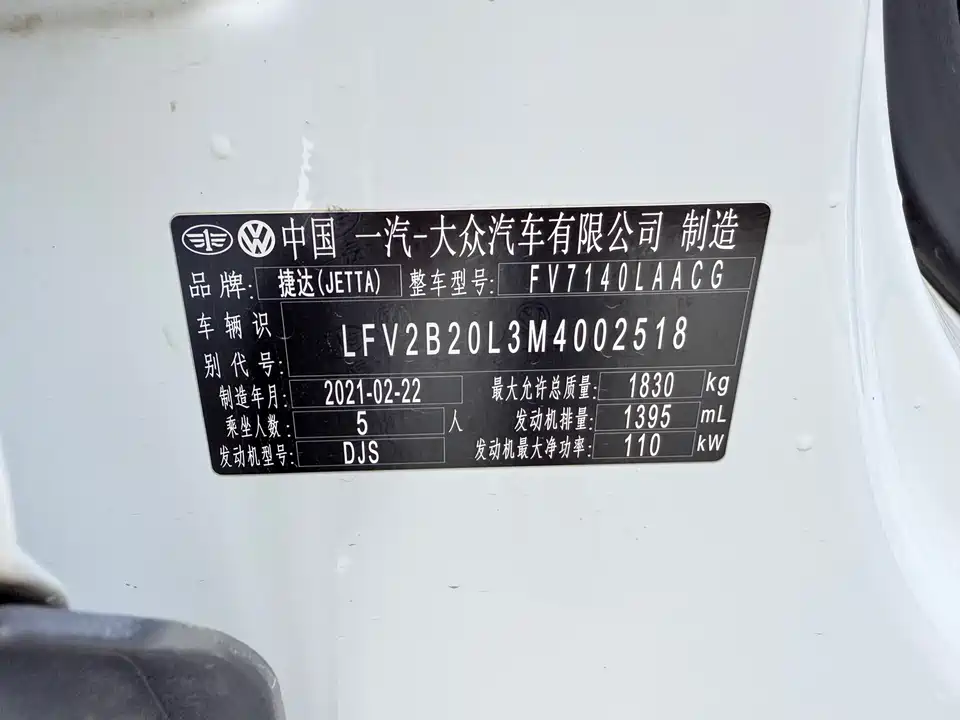 中国 一汽-大众汽车有限公司 制造
品牌: 捷达(JETTA) 整车型号: FV7140LAACG
车辆识别代号: LFV2B20L3M4002518
制造年月: 2021-02-22 最大允许总质量: 1830 kg
乘坐人数: 5 人 发动机排量: 1395 mL
发动机型号: DJS 发动机最大净功率: 110 kW